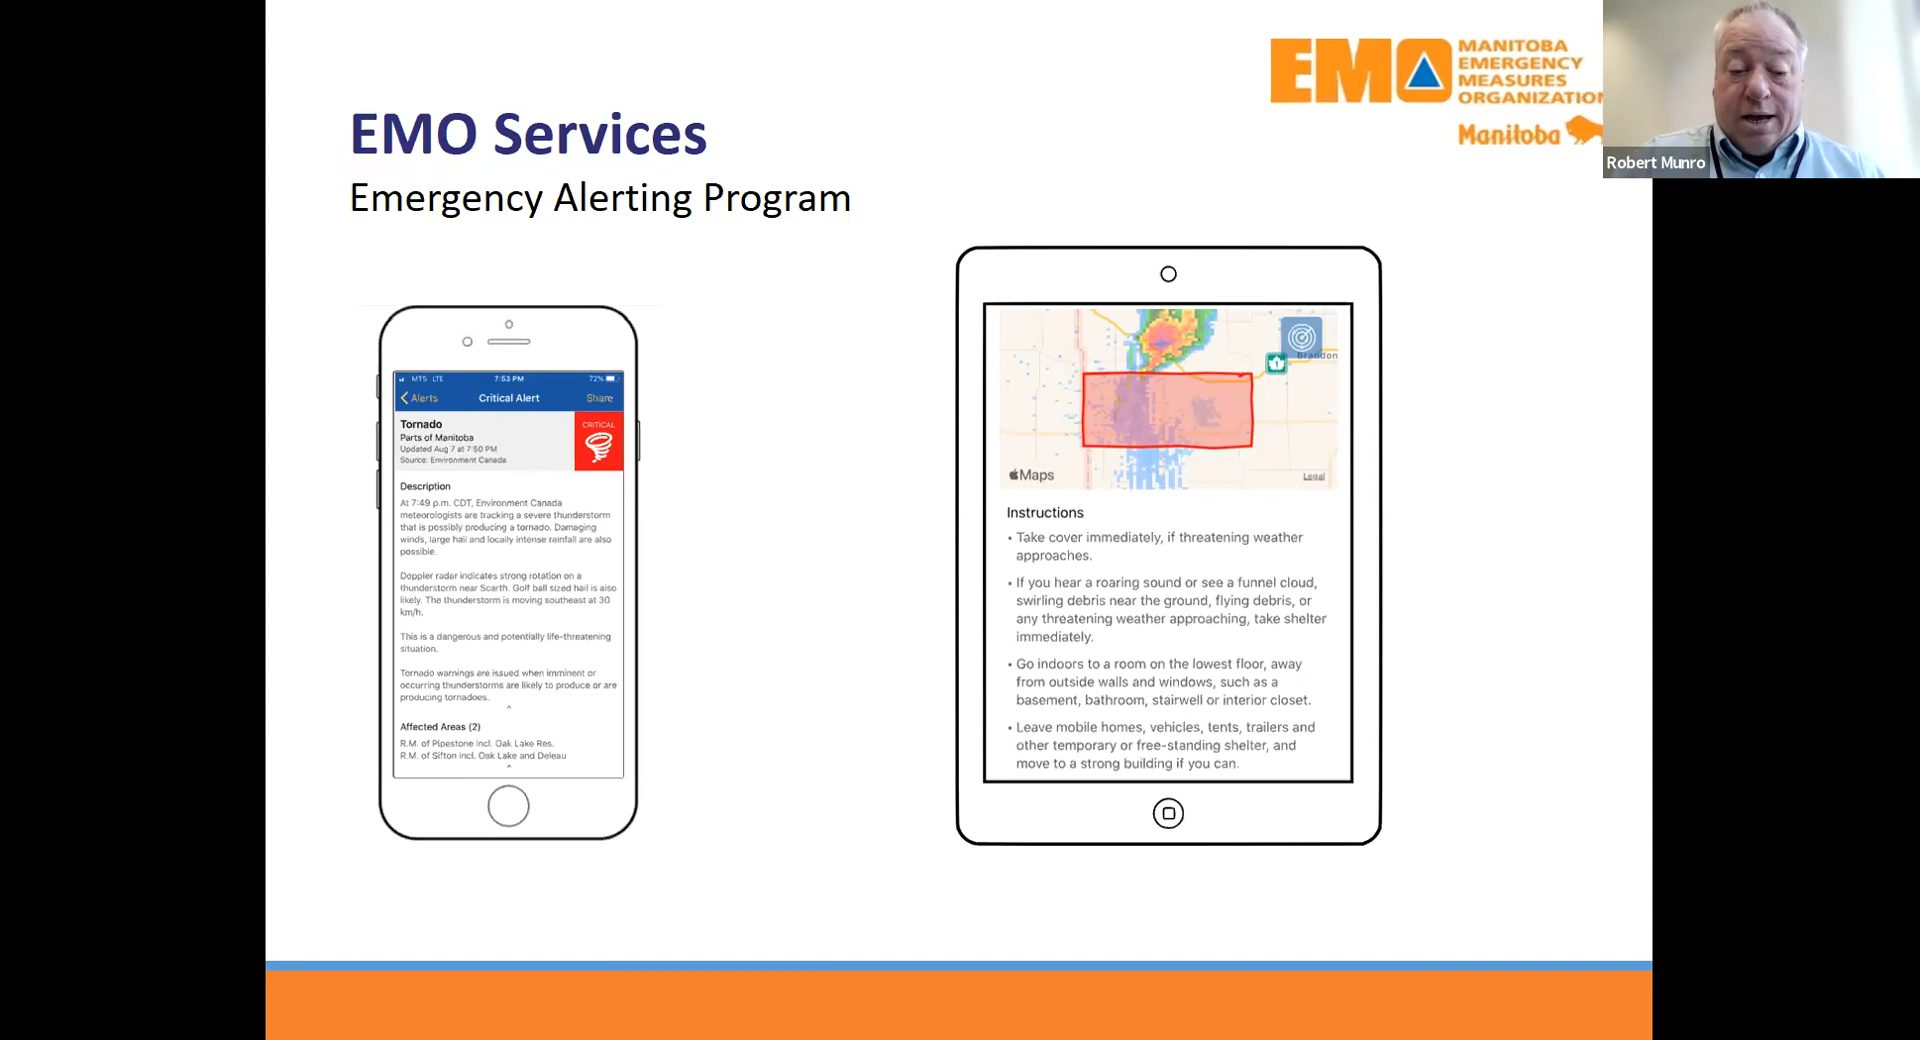 EMO
MANITOBA
EMERGENCY
MEASURES
ORGANIZATION
Manitoba
Robert Munro
EMO Services
Emergency Alerting Program
MTS LTE
7:53 PM
72%
Alerts
Critical Alert
Share
Tornado
Parts of Manitoba
Updated Aug 7 at 7:50 PM
Source: Environment Canada
CRITICAL
Description
At 7:49 p.m. CDT, Environment Canada
meteorologists are tracking a severe thunderstorm
that is possibly producing a tornado. Damaging
winds, large hail and locally intense rainfall are also
possible.
Doppler radar indicates strong rotation on a
thunderstorm near Scarth. Golf ball sized hail is also
likely. The thunderstorm is moving southeast at 30
km/h.
This is a dangerous and potentially life-threatening
situation.
Tornado warnings are issued when imminent or
occurring thunderstorms are likely to produce or are
producing tornadoes.
Affected Areas (2)
R.M. of Pipestone incl. Oak Lake Res.
R.M. of Sifton incl. Oak Lake and Deleau
1
Brandon
Maps
Legal
Instructions
• Take cover immediately, if threatening weather
approaches.
• If you hear a roaring sound or see a funnel cloud,
swirling debris near the ground, flying debris, or
any threatening weather approaching, take shelter
immediately.
• Go indoors to a room on the lowest floor, away
from outside walls and windows, such as a
basement, bathroom, stairwell or interior closet.
• Leave mobile homes, vehicles, tents, trailers and
other temporary or free-standing shelter, and
move to a strong building if you can.